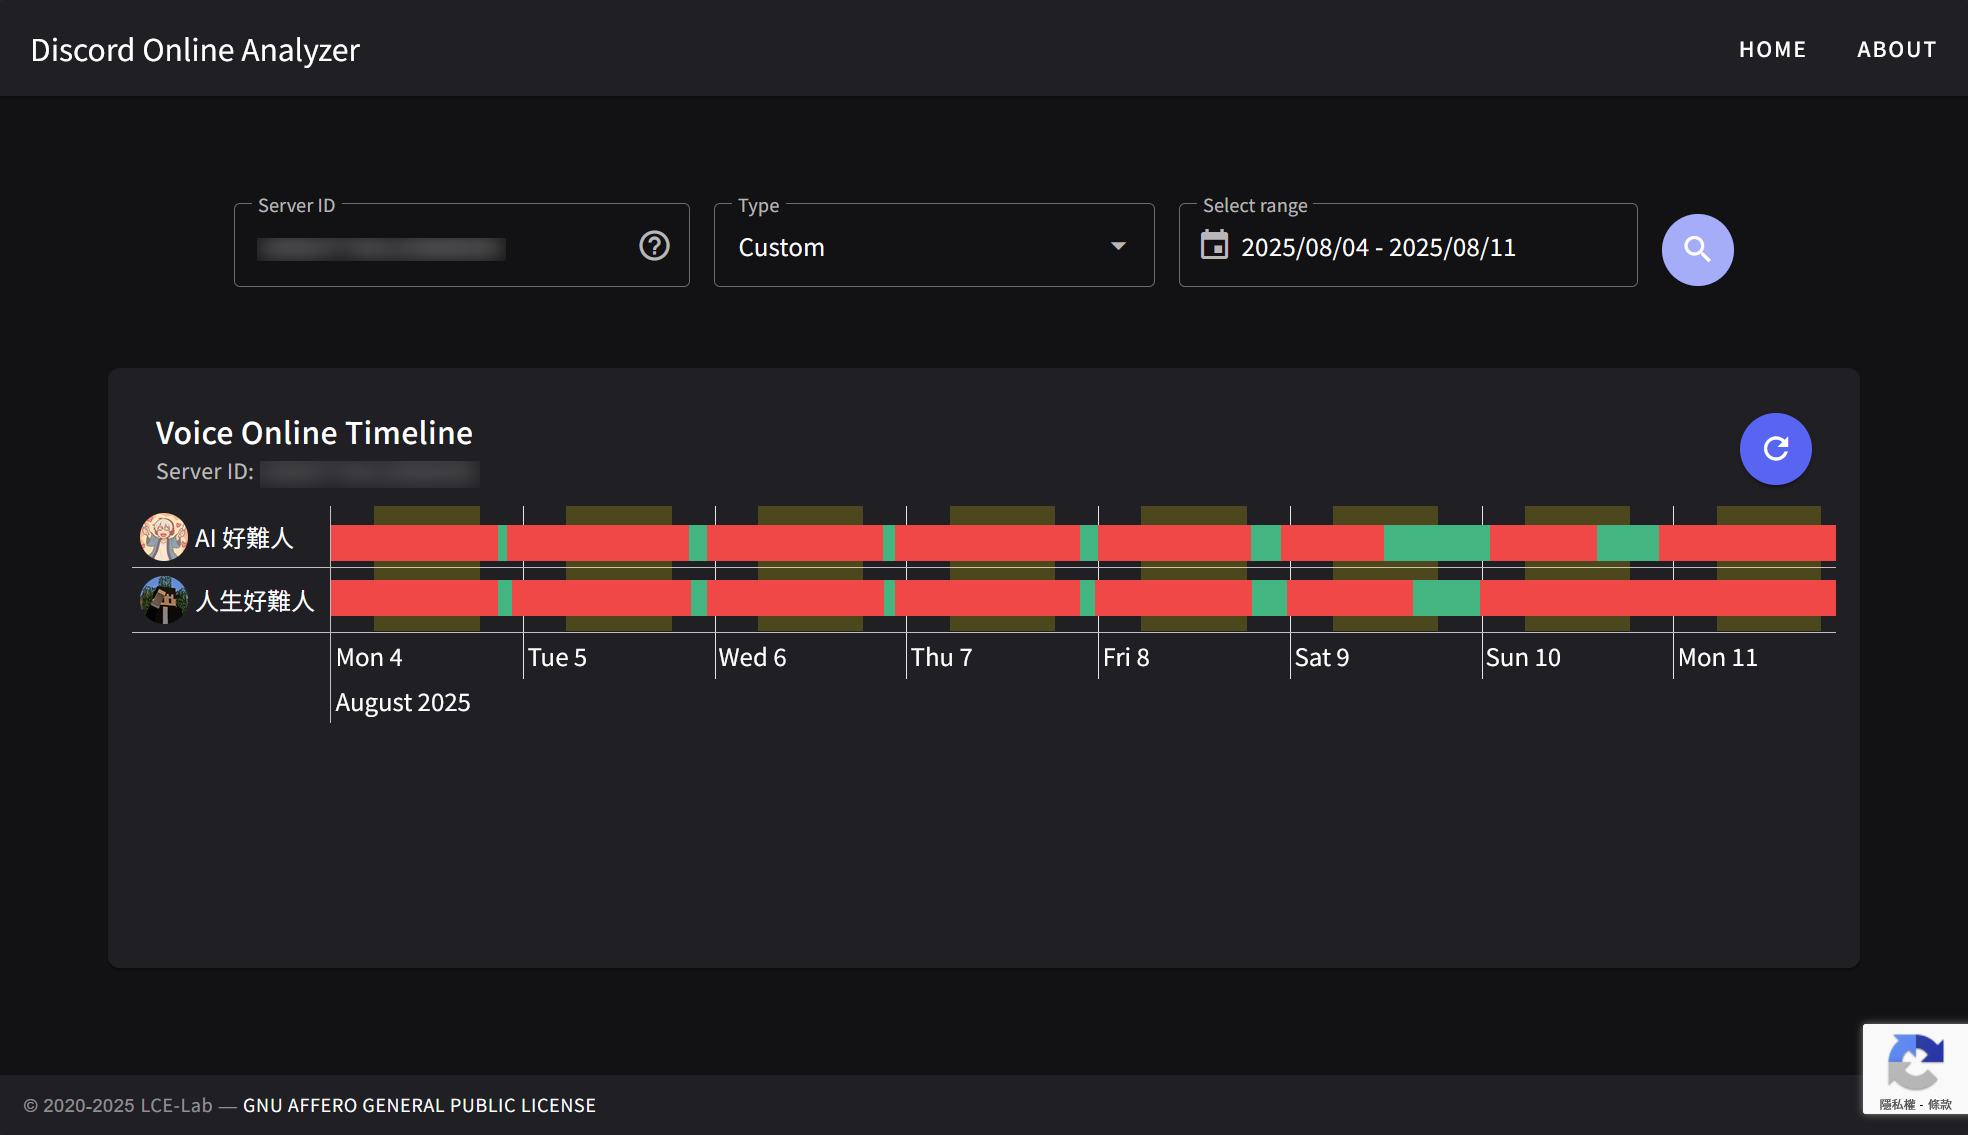 Discord Online Analyzer
HOME
ABOUT
Server ID
Type
Custom
Select range
2025/08/04 - 2025/08/11
Voice Online Timeline
Server ID:
AI 好難人
人生好難人
Mon 4
Tue 5
Wed 6
Thu 7
Fri 8
Sat 9
Sun 10
Mon 11
August 2025
© 2020-2025 LCE-Lab — GNU AFFERO GENERAL PUBLIC LICENSE
隱私權 - 條款